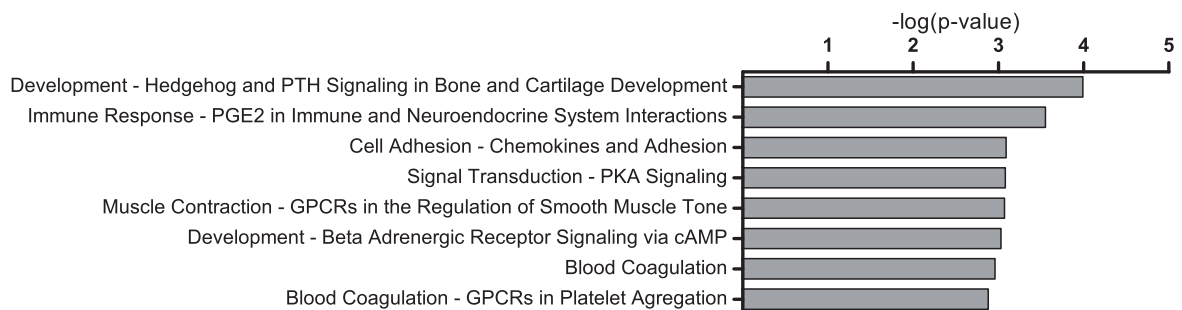 -log(p-value)
1 2 3 4 5
Development - Hedgehog and PTH Signaling in Bone and Cartilage Development
Immune Response - PGE2 in Immune and Neuroendocrine System Interactions
Cell Adhesion - Chemokines and Adhesion
Signal Transduction - PKA Signaling
Muscle Contraction - GPCRs in the Regulation of Smooth Muscle Tone
Development - Beta Adrenergic Receptor Signaling via cAMP
Blood Coagulation
Blood Coagulation - GPCRs in Platelet Agregation